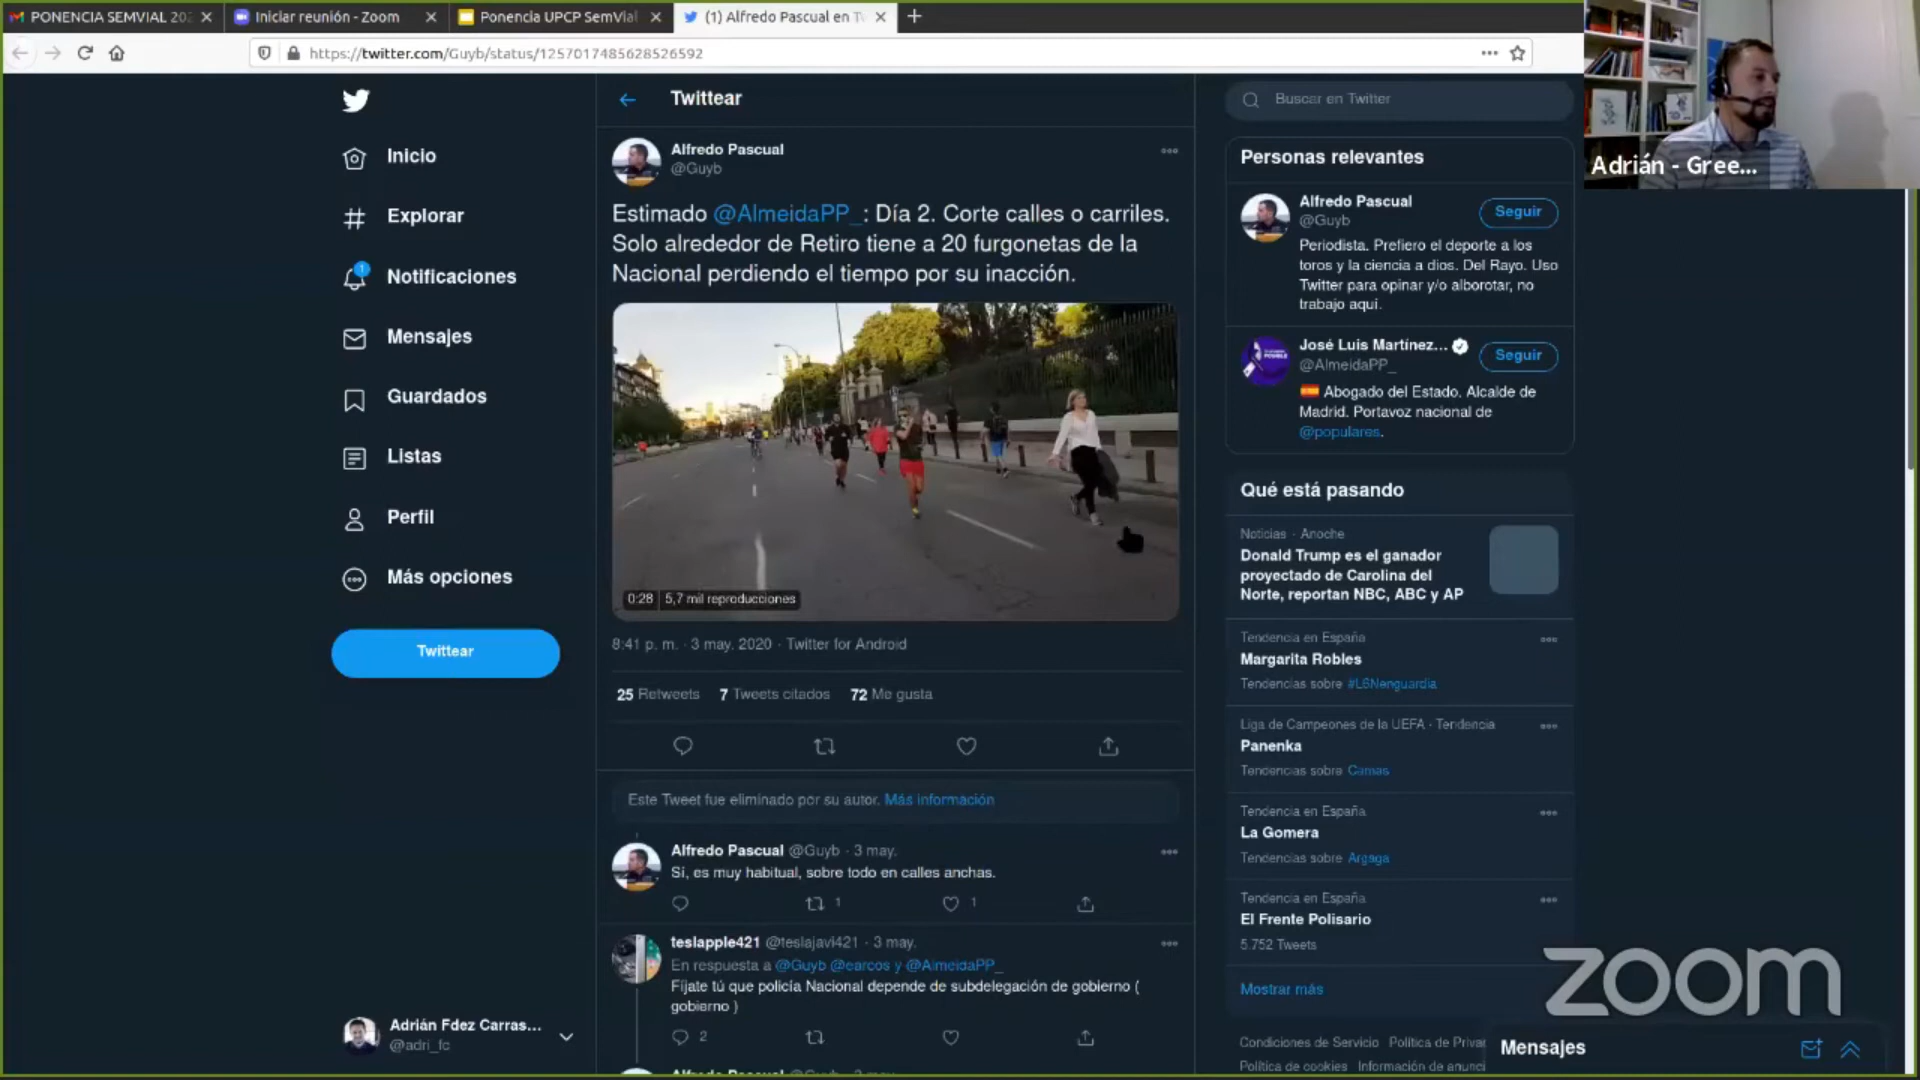 PONENCIA SEMVIAL 202
Iniciar reunión - Zoom
Ponencia UPCP SemVial
(1) Alfredo Pascual en Tw
https://twitter.com/Guyb/status/1257017485628526592
Adrián - Gree...
Inicio
Explorar
1
Notificaciones
Mensajes
Guardados
Listas
Perfil
Más opciones
Twittear
Adrián Fdez Carras...
@adri_fc
Twittear
Alfredo Pascual
@Guyb
Estimado @AlmeidaPP_: Día 2. Corte calles o carriles.
Solo alrededor de Retiro tiene a 20 furgonetas de la
Nacional perdiendo el tiempo por su inacción.
0:28 5,7 mil reproducciones
8:41 p. m. · 3 may. 2020 · Twitter for Android
25 Retweets 7 Tweets citados 72 Me gusta
Este Tweet fue eliminado por su autor. Más información
Alfredo Pascual @Guyb · 3 may.
Sí, es muy habitual, sobre todo en calles anchas.
1 1
teslapple421 @teslajavi421 · 3 may.
En respuesta a @Guyb @earcos y @AlmeidaPP_
Fíjate tú que policía Nacional depende de subdelegación de gobierno (
gobierno )
2
Alfredo Pascual @Guyb · 3 may.
Buscar en Twitter
Personas relevantes
Alfredo Pascual
@Guyb
Seguir
Periodista. Prefiero el deporte a los
toros y la ciencia a dios. Del Rayo. Uso
Twitter para opinar y/o alborotar, no
trabajo aquí.
José Luis Martínez...
@AlmeidaPP_
Seguir
Abogado del Estado. Alcalde de
Madrid. Portavoz nacional de
@populares.
Qué está pasando
Noticias · Anoche
Donald Trump es el ganador
proyectado de Carolina del
Norte, reportan NBC, ABC y AP
Tendencia en España
Margarita Robles
Tendencias sobre #L6Nenguardia
Liga de Campeones de la UEFA · Tendencia
Panenka
Tendencias sobre Camas
Tendencia en España
La Gomera
Tendencias sobre Argaga
Tendencia en España
El Frente Polisario
5.752 Tweets
Mostrar más
zoom
Condiciones de Servicio Política de Priva
Política de cookies Información de anunci
Mensajes